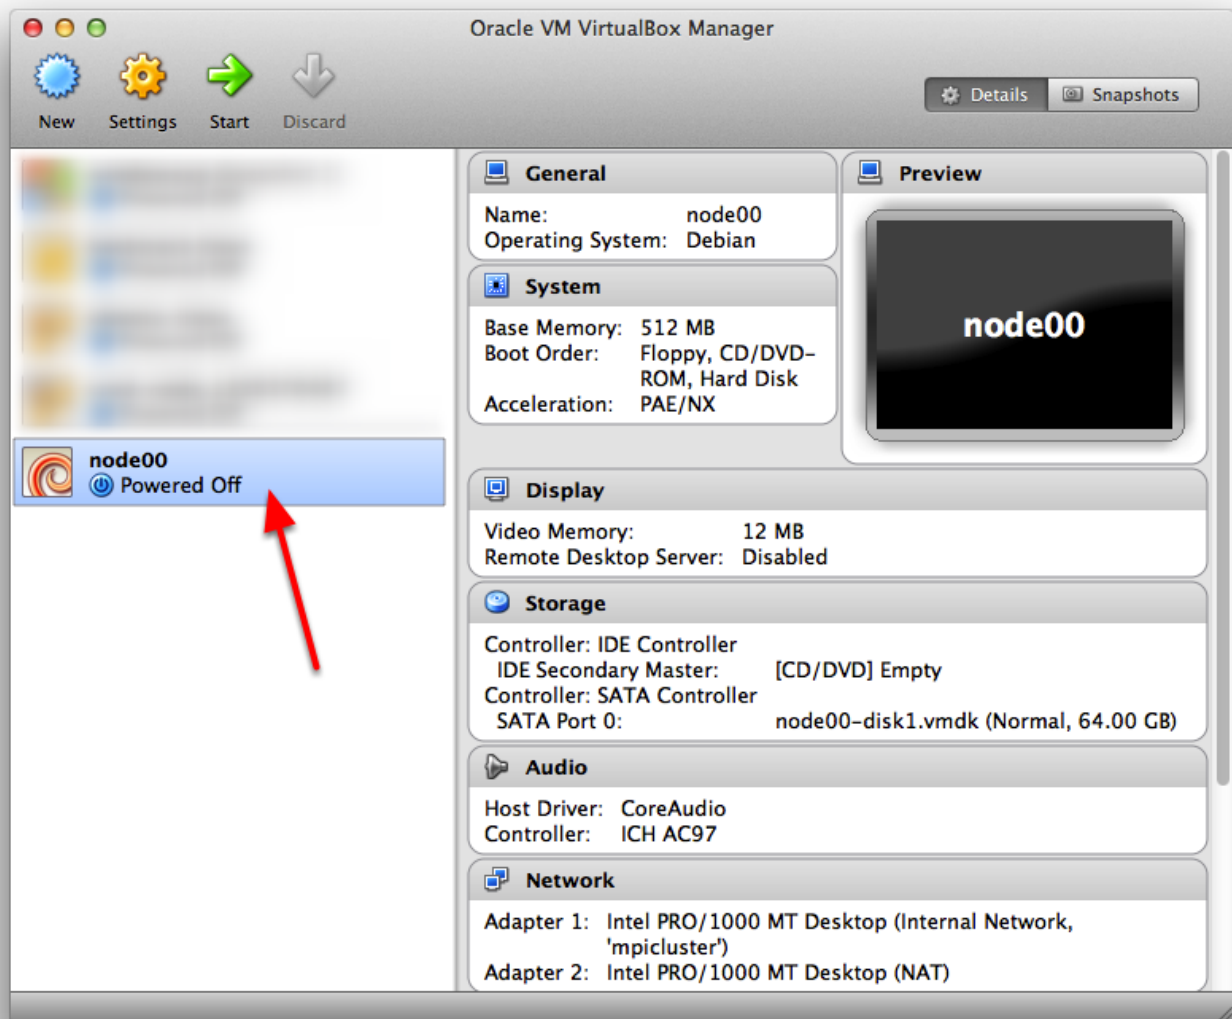 Oracle VM VirtualBox Manager
New
Settings
Start
Discard
Details
Snapshots
node00
Powered Off
General
Name: node00
Operating System: Debian
Preview
node00
System
Base Memory: 512 MB
Boot Order: Floppy, CD/DVD-
ROM, Hard Disk
Acceleration: PAE/NX
Display
Video Memory: 12 MB
Remote Desktop Server: Disabled
Storage
Controller: IDE Controller
IDE Secondary Master: [CD/DVD] Empty
Controller: SATA Controller
SATA Port 0: node00-disk1.vmdk (Normal, 64.00 GB)
Audio
Host Driver: CoreAudio
Controller: ICH AC97
Network
Adapter 1: Intel PRO/1000 MT Desktop (Internal Network,
'mpicluster')
Adapter 2: Intel PRO/1000 MT Desktop (NAT)